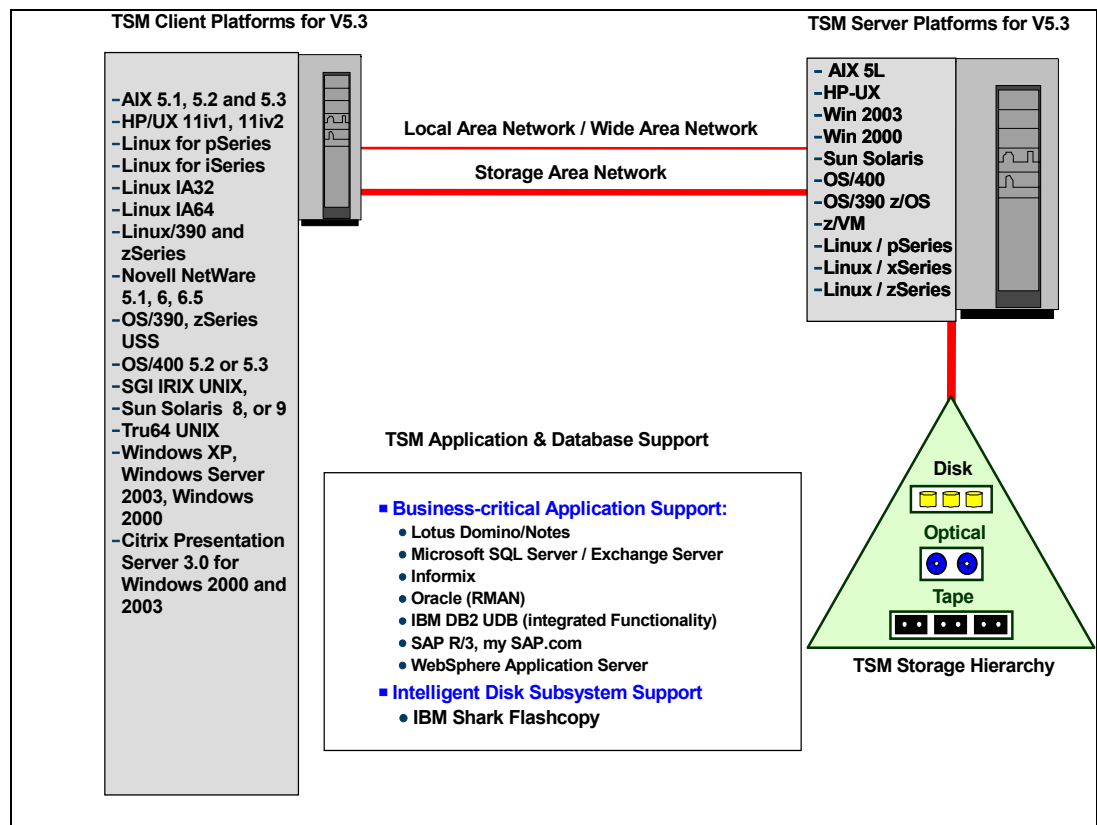 TSM Client Platforms for V5.3
-AIX 5.1, 5.2 and 5.3
-HP/UX 11iv1, 11iv2
-Linux for pSeries
-Linux for iSeries
-Linux IA32
-Linux IA64
-Linux/390 and
zSeries
-Novell NetWare
5.1, 6, 6.5
-OS/390, zSeries
USS
-OS/400 5.2 or 5.3
-SGI IRIX UNIX,
-Sun Solaris 8, or 9
-Tru64 UNIX
-Windows XP,
Windows Server
2003, Windows
2000
-Citrix Presentation
Server 3.0 for
Windows 2000 and
2003
Local Area Network / Wide Area Network
Storage Area Network
TSM Server Platforms for V5.3
- AIX 5L
-HP-UX
-Win 2003
-Win 2000
-Sun Solaris
-OS/400
-OS/390 z/OS
-z/VM
-Linux / pSeries
-Linux / xSeries
-Linux / zSeries
TSM Application & Database Support
■ Business-critical Application Support:
● Lotus Domino/Notes
● Microsoft SQL Server / Exchange Server
● Informix
● Oracle (RMAN)
● IBM DB2 UDB (integrated Functionality)
● SAP R/3, my SAP.com
● WebSphere Application Server
■ Intelligent Disk Subsystem Support
● IBM Shark Flashcopy
Disk
Optical
Tape
TSM Storage Hierarchy